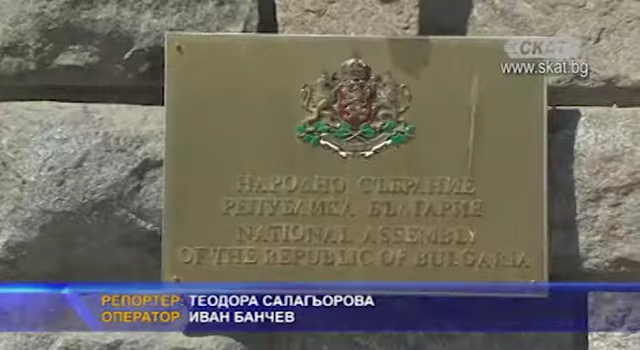 СКАТ
www.skat.bg
НАРОДНО СЪБРАНИЕ
РЕПУБЛИКА БЪЛГАРИЯ
NATIONAL ASSEMBLY
OF THE REPUBLIC OF BULGARIA
РЕПОРТЕР: ТЕОДОРА САЛАГЬОРОВА
ОПЕРАТОР ИВАН БАНЧЕВ